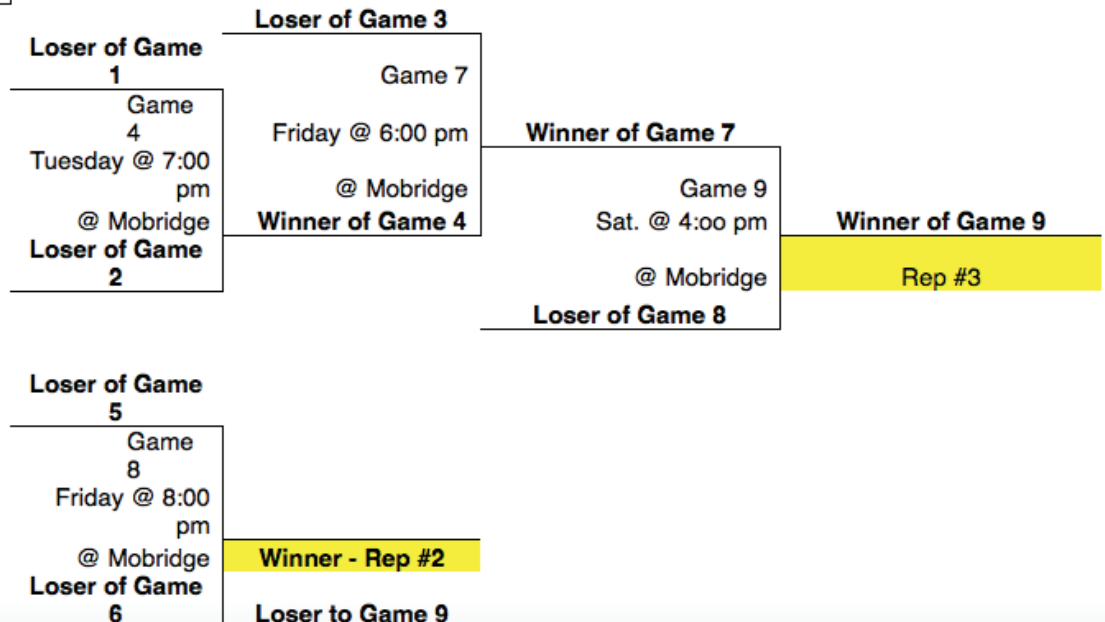 Loser of Game 3
Loser of Game
1
Game 7
Game
4
Friday @ 6:00 pm
Winner of Game 7
Tuesday @ 7:00
pm
@ Mobridge
Game 9
@ Mobridge
Winner of Game 4
Sat. @ 4:oo pm
Winner of Game 9
Loser of Game
2
@ Mobridge
Rep #3
Loser of Game 8
Loser of Game
5
Game
8
Friday @ 8:00
pm
@ Mobridge
Winner - Rep #2
Loser of Game
6
Loser to Game 9